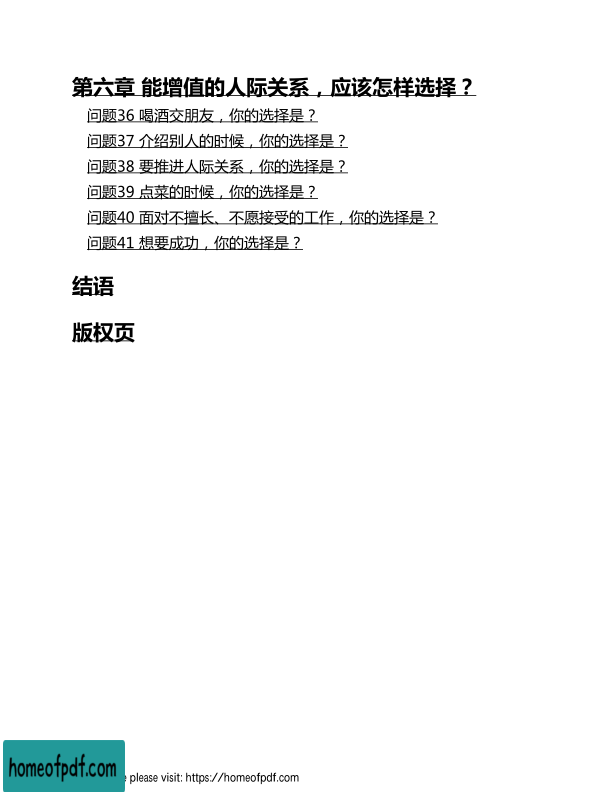 第六章 能增值的人际关系，应该怎样选择？
问题36 喝酒交朋友，你的选择是？
问题37 介绍别人的时候，你的选择是？
问题38 要推进人际关系，你的选择是？
问题39 点菜的时候，你的选择是？
问题40 面对不擅长、不愿接受的工作，你的选择是？
问题41 想要成功，你的选择是？
结语
版权页
homeofpdf.com
please visit: https://homeofpdf.com